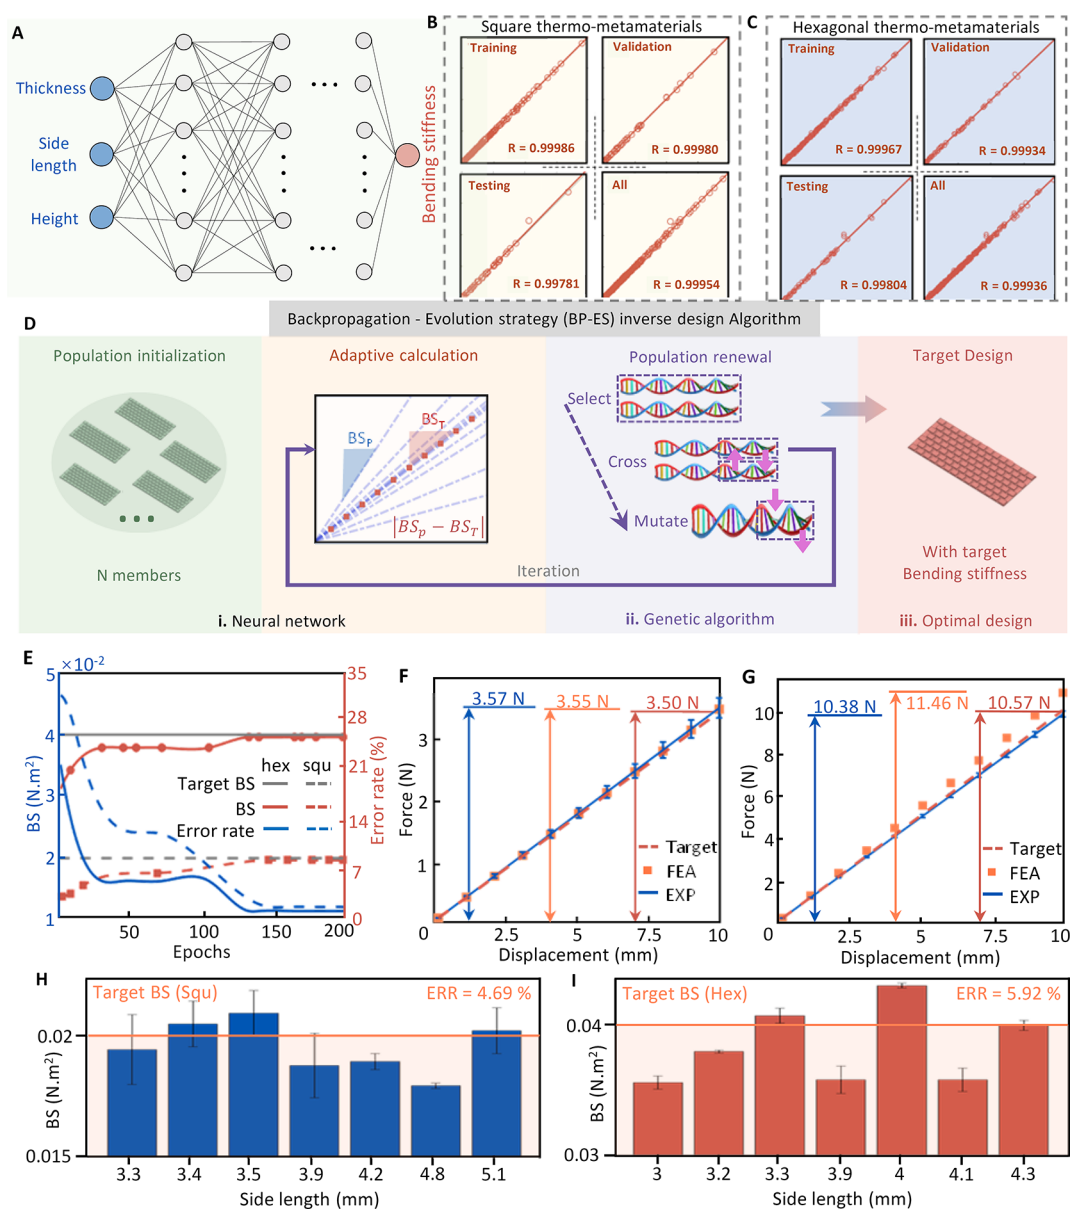 A
Thickness
Side
length
Height
Bending stiffness
B
Square thermo-metamaterials
Training
R = 0.99986
Validation
R = 0.99980
Testing
R = 0.99781
All
R = 0.99954
C
Hexagonal thermo-metamaterials
Training
R = 0.99967
Validation
R = 0.99934
Testing
R = 0.99804
All
R = 0.99936
D
Backpropagation - Evolution strategy (BP-ES) inverse design Algorithm
Population initialization
N members
Adaptive calculation
BSP
BST
|BSp − BST|
Population renewal
Select
Cross
Mutate
Iteration
Target Design
With target
Bending stiffness
i. Neural network
ii. Genetic algorithm
iii. Optimal design
E
×10-2
5
4
3
2
1
BS (N.m2)
35
28
21
14
7
0
Error rate (%)
hex squ
Target BS
BS
Error rate
50 100 150 200
Epochs
F
3.57 N
3.55 N
3.50 N
3
2
1
Force (N)
Target
FEA
EXP
0 2.5 5 7.5 10
Displacement (mm)
G
10.38 N
11.46 N
10.57 N
10
8
6
4
2
Force (N)
Target
FEA
EXP
0 2.5 5 7.5 10
Displacement (mm)
H
Target BS (Squ)
ERR = 4.69 %
0.02
0.015
BS (N.m2)
3.3 3.4 3.5 3.9 4.2 4.8 5.1
Side length (mm)
I
Target BS (Hex)
ERR = 5.92 %
0.04
0.03
BS (N.m2)
3 3.2 3.3 3.9 4 4.1 4.3
Side length (mm)